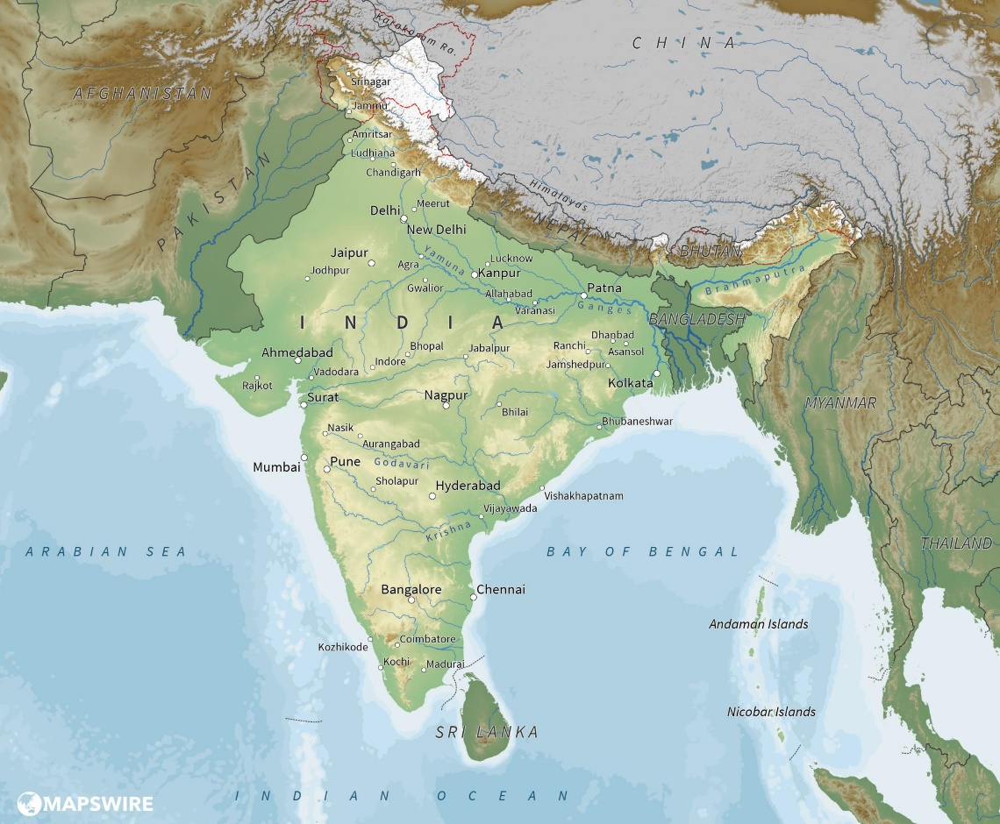 Karakoram Ra.
CHINA
AFGHANISTAN
Srinagar
Jammu
Amritsar
Ludhiana
Chandigarh
PAKISTAN
Himalayas
Meerut
Delhi
New Delhi
NEPAL
BHUTAN
Jaipur
Jodhpur
Agra
Yamuna
Lucknow
Kanpur
Gwalior
Allahabad
Varanasi
Patna
Ganges
Brahmaputra
INDIA
BANGLADESH
Ahmedabad
Vadodara
Rajkot
Indore
Bhopal
Jabalpur
Ranchi
Dhanbad
Asansol
Jamshedpur
Kolkata
Surat
Nagpur
Bhilai
MYANMAR
Nasik
Aurangabad
Bhubaneshwar
Mumbai
Pune
Godavari
Sholapur
Hyderabad
Vishakhapatnam
Vijayawada
Krishna
THAILAND
ARABIAN SEA
BAY OF BENGAL
Bangalore
Chennai
Andaman Islands
Kozhikode
Coimbatore
Kochi
Madurai
Nicobar Islands
SRI LANKA
INDIAN OCEAN
MAPSWIRE